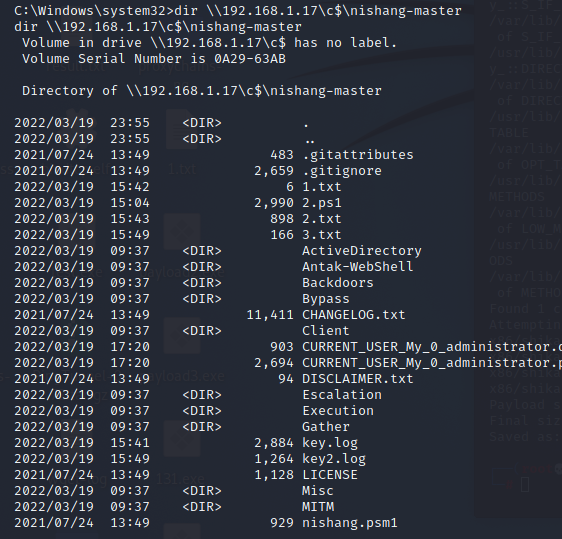 C:\Windows\system32>dir \\192.168.1.17\c$\nishang-master
dir \\192.168.1.17\c$\nishang-master
 Volume in drive \\192.168.1.17\c$ has no label.
 Volume Serial Number is 0A29-63AB
 Directory of \\192.168.1.17\c$\nishang-master
2022/03/19  23:55    <DIR>          .
2022/03/19  23:55    <DIR>          ..
2021/07/24  13:49               483 .gitattributes
2021/07/24  13:49             2,659 .gitignore
2022/03/19  15:42                 6 1.txt
2022/03/19  15:04             2,990 2.ps1
2022/03/19  15:43               898 2.txt
2022/03/19  15:49               166 3.txt
2022/03/19  09:37    <DIR>          ActiveDirectory
2022/03/19  09:37    <DIR>          Antak-WebShell
2022/03/19  09:37    <DIR>          Backdoors
2022/03/19  09:37    <DIR>          Bypass
2021/07/24  13:49            11,411 CHANGELOG.txt
2022/03/19  09:37    <DIR>          Client
2022/03/19  17:20               903 CURRENT_USER_My_0_administrator.
2022/03/19  17:20             2,694 CURRENT_USER_My_0_administrator.p
2021/07/24  13:49                94 DISCLAIMER.txt
2022/03/19  09:37    <DIR>          Escalation
2022/03/19  09:37    <DIR>          Execution
2022/03/19  09:37    <DIR>          Gather
2022/03/19  15:41             2,884 key.log
2022/03/19  15:49             1,264 key2.log
2021/07/24  13:49             1,128 LICENSE
2022/03/19  09:37    <DIR>          Misc
2022/03/19  09:37    <DIR>          MITM
2021/07/24  13:49               929 nishang.psm1